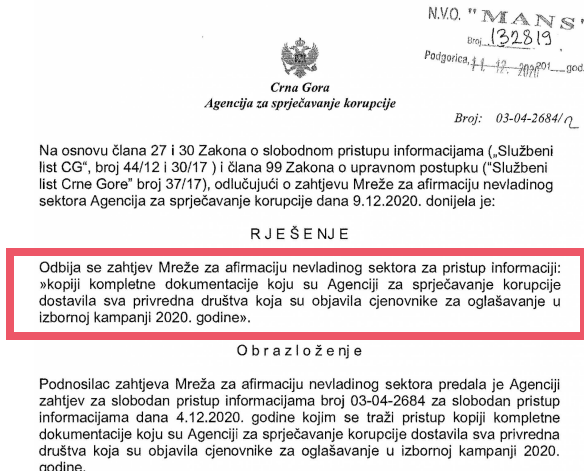 N.V.O. "MANS"
Broj 132819
Podgorica, 11. 12. 2020 201 god.
Crna Gora
Agencija za sprječavanje korupcije
Broj: 03-04-2684/2
Na osnovu člana 27 i 30 Zakona o slobodnom pristupu informacijama („Službeni
list CG“, broj 44/12 i 30/17 ) i člana 99 Zakona o upravnom postupku (“Službeni
list Crne Gore” broj 37/17), odlučujući o zahtjevu Mreže za afirmaciju nevladinog
sektora Agencija za sprječavanje korupcije dana 9.12.2020. donijela je:
R J E Š E N J E
Odbija se zahtjev Mreže za afirmaciju nevladinog sektora za pristup informaciji:
»kopiji kompletne dokumentacije koju su Agenciji za sprječavanje korupcije
dostavila sva privredna društva koja su objavila cjenovnike za oglašavanje u
izbornoj kampanji 2020. godine».
O b r a z l o ž e nj e
Podnosilac zahtjeva Mreža za afirmaciju nevladinog sektora predala je Agenciji
zahtjev za slobodan pristup informacijama broj 03-04-2684 za slobodan pristup
informacijama dana 4.12.2020. godine kojim se traži pristup kopiji kompletne
dokumentacije koju su Agenciji za sprječavanje korupcije dostavila sva privredna
društva koja su objavila cjenovnike za oglašavanje u izbornoj kampanji 2020.
godine.